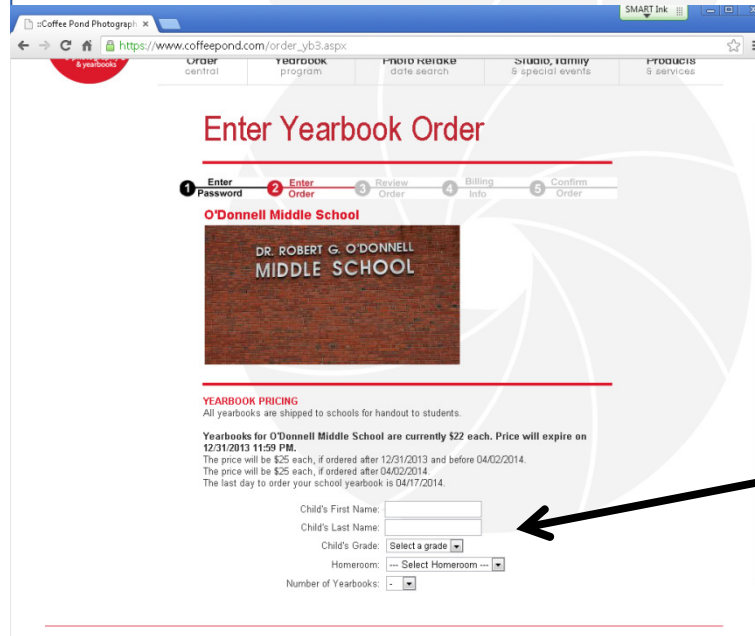 SMART Ink
::Coffee Pond Photograph ×
https://www.coffeepond.com/order_yb3.aspx
& yearbooks
Order
central
Yearbook
program
Photo Retake
date search
Studio, family
& special events
Products
& services
Enter Yearbook Order
1 Enter Password
2 Enter Order
3 Review Order
4 Billing Info
5 Confirm Order
O'Donnell Middle School
DR. ROBERT G. O'DONNELL
MIDDLE SCHOOL
YEARBOOK PRICING
All yearbooks are shipped to schools for handout to students.
Yearbooks for O'Donnell Middle School are currently $22 each. Price will expire on
12/31/2013 11:59 PM.
The price will be $25 each, if ordered after 12/31/2013 and before 04/02/2014.
The price will be $25 each, if ordered after 04/02/2014.
The last day to order your school yearbook is 04/17/2014.
Child's First Name:
Child's Last Name:
Child's Grade: Select a grade
Homeroom: --- Select Homeroom ---
Number of Yearbooks: -